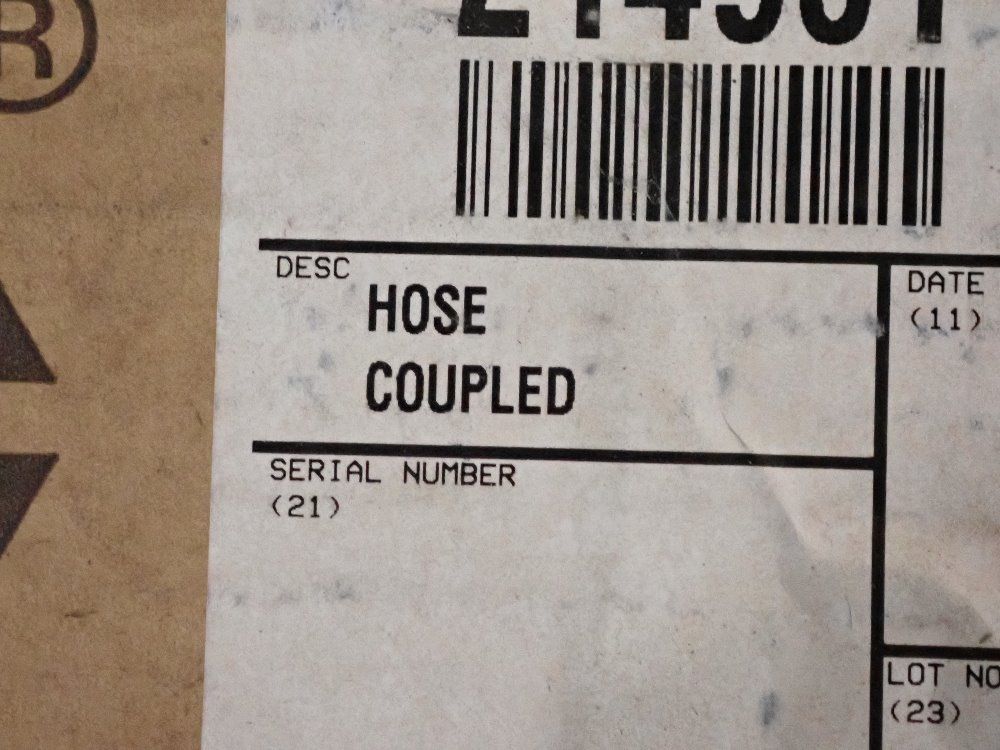 ®
DESC
HOSE
COUPLED
DATE
(11)
SERIAL NUMBER
(21)
LOT NO
(23)